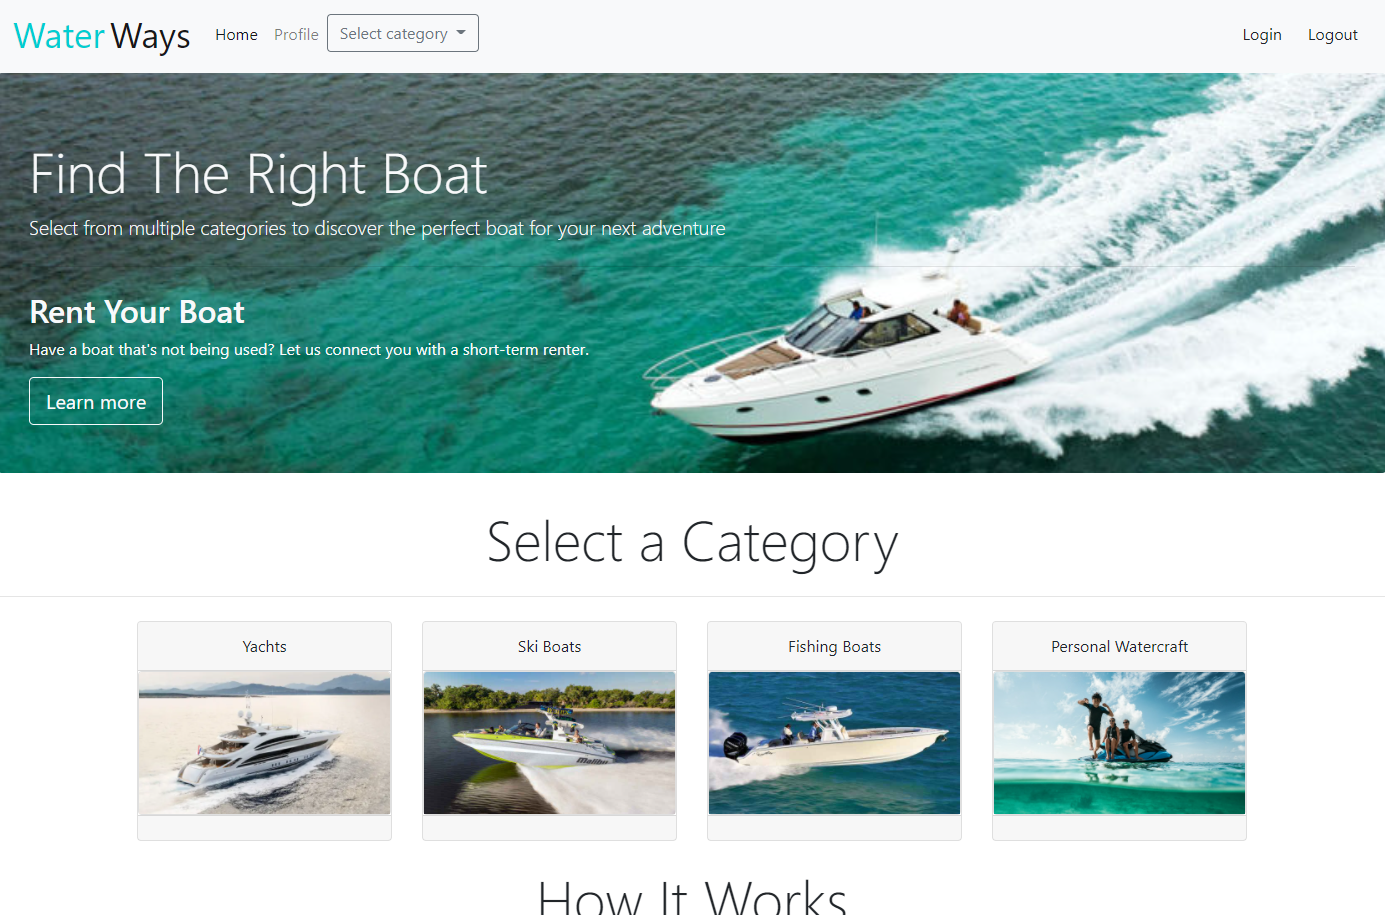 Water Ways Home Profile Select category Login Logout
Find The Right Boat
Select from multiple categories to discover the perfect boat for your next adventure
Rent Your Boat
Have a boat that's not being used? Let us connect you with a short-term renter.
Learn more
Select a Category
Yachts Ski Boats Fishing Boats Personal Watercraft
Malibu
How It Works